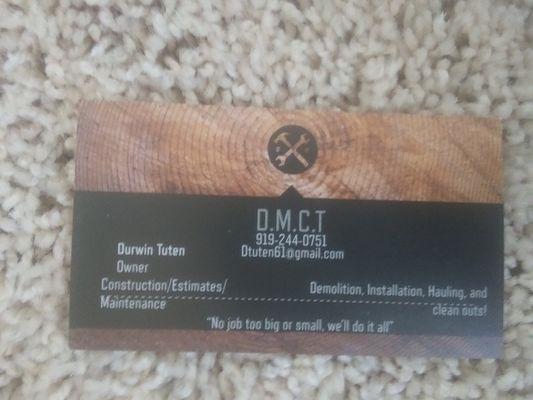 D.M.C.T
919-244-0751
Dtuten61@gmail.com
Durwin Tuten
Owner
Construction/Estimates/
Maintenance
Demolition, Installation, Hauling, and
clean outs!
"No job too big or small, we'll do it all"